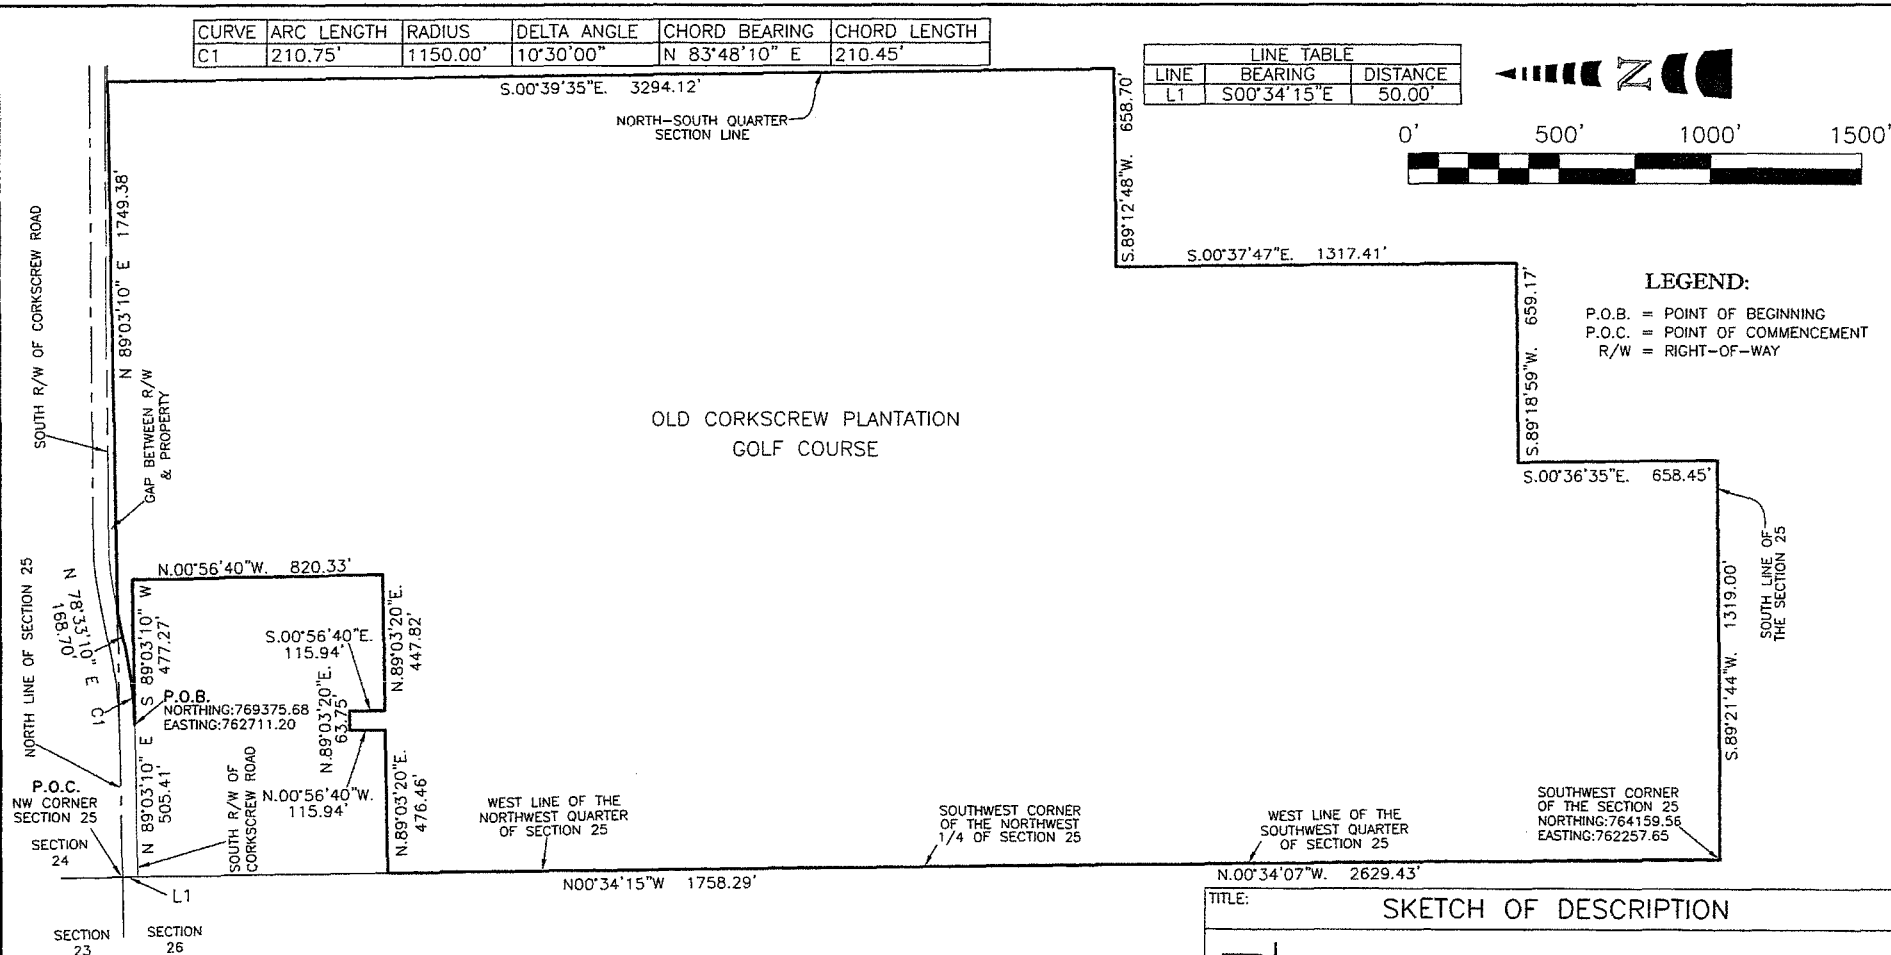 CURVE ARC LENGTH RADIUS DELTA ANGLE CHORD BEARING CHORD LENGTH
C1 210.75' 1150.00' 10°30'00" N 83°48'10" E 210.45'
LINE TABLE
LINE BEARING DISTANCE
L1 S00°34'15"E 50.00'
N
0' 500' 1000' 1500'
S.00°39'35"E. 3294.12'
NORTH-SOUTH QUARTER
SECTION LINE
S.89°12'48"W. 658.70'
S.00°37'47"E. 1317.41'
S.89°18'59"W. 659.17'
S.00°36'35"E. 658.45'
LEGEND:
P.O.B. = POINT OF BEGINNING
P.O.C. = POINT OF COMMENCEMENT
R/W = RIGHT-OF-WAY
SOUTH R/W OF CORKSCREW ROAD
N 89°03'10" E 1749.38'
GAP BETWEEN R/W
& PROPERTY
OLD CORKSCREW PLANTATION
GOLF COURSE
NORTH LINE OF SECTION 25
N 78°33'10" E
168.70'
C1
S 89°03'10" W
477.27'
N.00°56'40"W. 820.33'
N.89°03'20"E.
447.82'
S.00°56'40"E.
115.94'
N.89°03'20"E.
63.75'
P.O.B.
NORTHING:769375.68
EASTING:762711.20
N.00°56'40"W.
115.94'
N.89°03'20"E.
476.46'
N 89°03'10" E
505.41'
SOUTH R/W OF
CORKSCREW ROAD
P.O.C.
NW CORNER
SECTION 25
SECTION
24
L1
SECTION
23
SECTION
26
WEST LINE OF THE
NORTHWEST QUARTER
OF SECTION 25
N00°34'15"W 1758.29'
SOUTHWEST CORNER
OF THE NORTHWEST
1/4 OF SECTION 25
WEST LINE OF THE
SOUTHWEST QUARTER
OF SECTION 25
N.00°34'07"W. 2629.43'
SOUTHWEST CORNER
OF THE SECTION 25
NORTHING:764159.56
EASTING:762257.65
S.89°21'44"W. 1319.00'
SOUTH LINE OF
THE SECTION 25
TITLE:
SKETCH OF DESCRIPTION